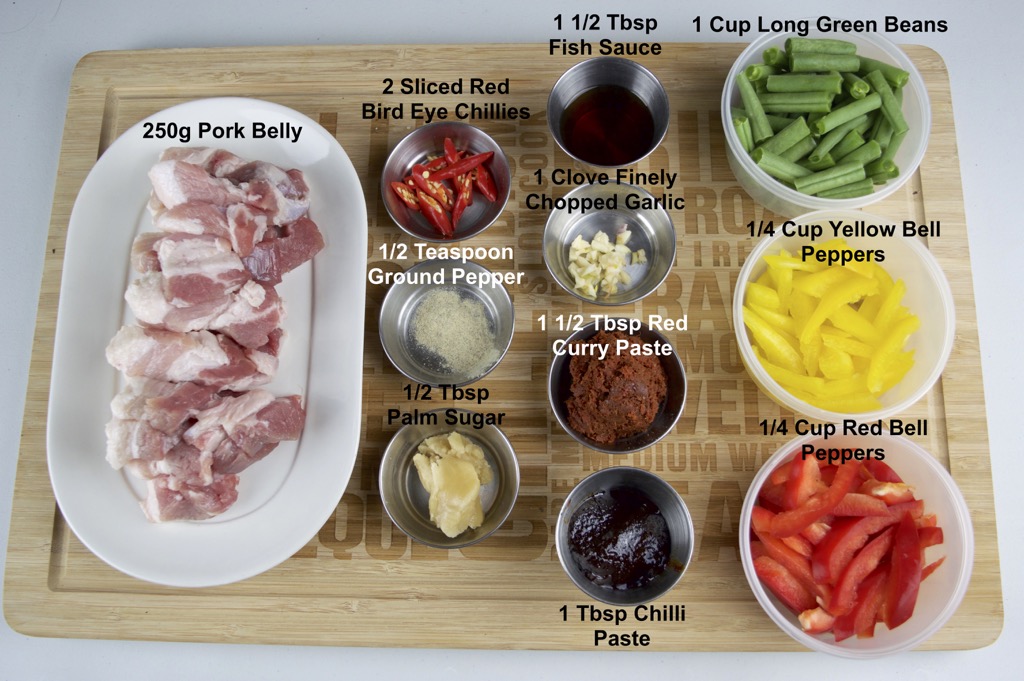 250g Pork Belly
2 Sliced Red
Bird Eye Chillies
1/2 Teaspoon
Ground Pepper
1/2 Tbsp
Palm Sugar
1 1/2 Tbsp
Fish Sauce
1 Clove Finely
Chopped Garlic
1 1/2 Tbsp Red
Curry Paste
1 Tbsp Chilli
Paste
1 Cup Long Green Beans
1/4 Cup Yellow Bell
Peppers
1/4 Cup Red Bell
Peppers
MEDIUM